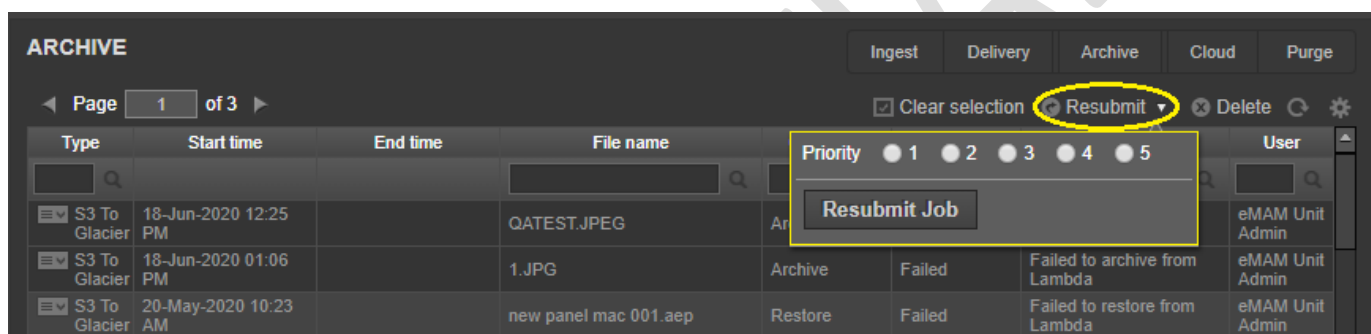 ARCHIVE
Ingest Delivery Archive Cloud Purge
Page 1 of 3
Clear selection Resubmit Delete
Type Start time End time File name User
Priority 1 2 3 4 5
Resubmit Job
S3 To Glacier 18-Jun-2020 12:25 PM QATEST.JPEG eMAM Unit Admin
S3 To Glacier 18-Jun-2020 01:06 PM 1.JPG Archive Failed Failed to archive from Lambda eMAM Unit Admin
S3 To Glacier 20-May-2020 10:23 AM new panel mac 001.aep Restore Failed Failed to restore from Lambda eMAM Unit Admin